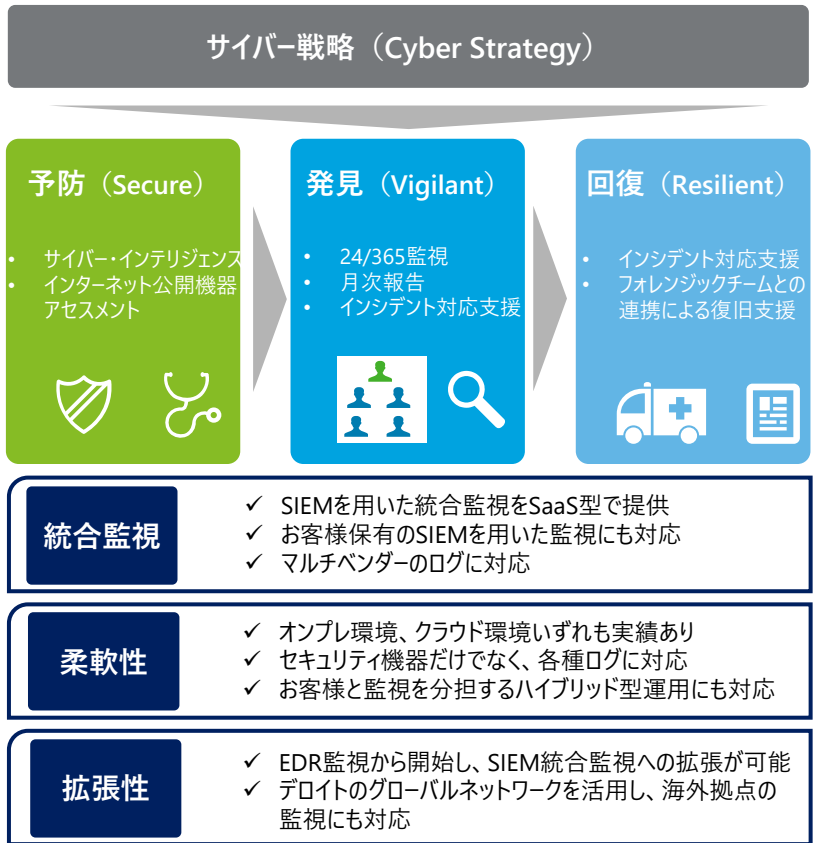 サイバー戦略（Cyber Strategy）
予防（Secure）
• サイバー・インテリジェンス
• インターネット公開機器
アセスメント
発見（Vigilant）
• 24/365監視
• 月次報告
• インシデント対応支援
回復（Resilient）
• インシデント対応支援
• フォレンジックチームとの
連携による復旧支援
統合監視
✓ SIEMを用いた統合監視をSaaS型で提供
✓ お客様保有のSIEMを用いた監視にも対応
✓ マルチベンダーのログに対応
柔軟性
✓ オンプレ環境、クラウド環境いずれも実績あり
✓ セキュリティ機器だけでなく、各種ログに対応
✓ お客様と監視を分担するハイブリッド型運用にも対応
拡張性
✓ EDR監視から開始し、SIEM統合監視への拡張が可能
✓ デロイトのグローバルネットワークを活用し、海外拠点の
監視にも対応